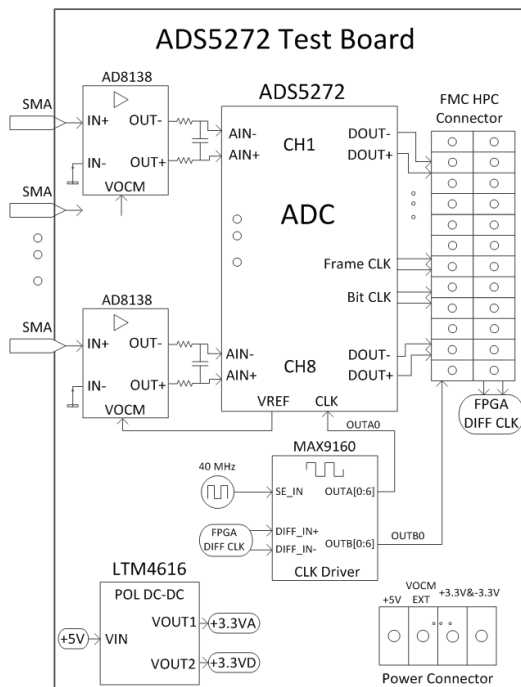 ADS5272 Test Board
AD8138
SMA
IN+ OUT-
IN- OUT+
VOCM
SMA
ADS5272
AIN- CH1 DOUT-
AIN+ DOUT+
ADC
Frame CLK
Bit CLK
FMC HPC
Connector
AD8138
SMA
IN+ OUT-
IN- OUT+
VOCM
AIN- DOUT-
AIN+ CH8 DOUT+
VREF CLK
FPGA
DIFF CLK
OUTA0
MAX9160
40 MHz
SE_IN OUTA[0:6]
FPGA
DIFF CLK
DIFF_IN+
DIFF_IN-
OUTB[0:6]
OUTB0
CLK Driver
LTM4616
POL DC-DC
+5V VIN
VOUT1 +3.3VA
VOUT2 +3.3VD
+5V
VOCM
EXT
+3.3V&-3.3V
Power Connector